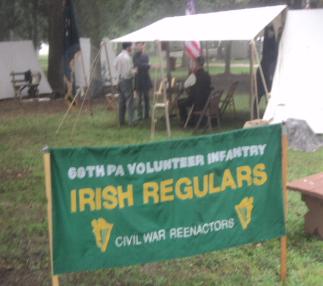 69TH PA VOLUNTEER INFANTRY
IRISH REGULARS
CIVIL WAR REENACTORS